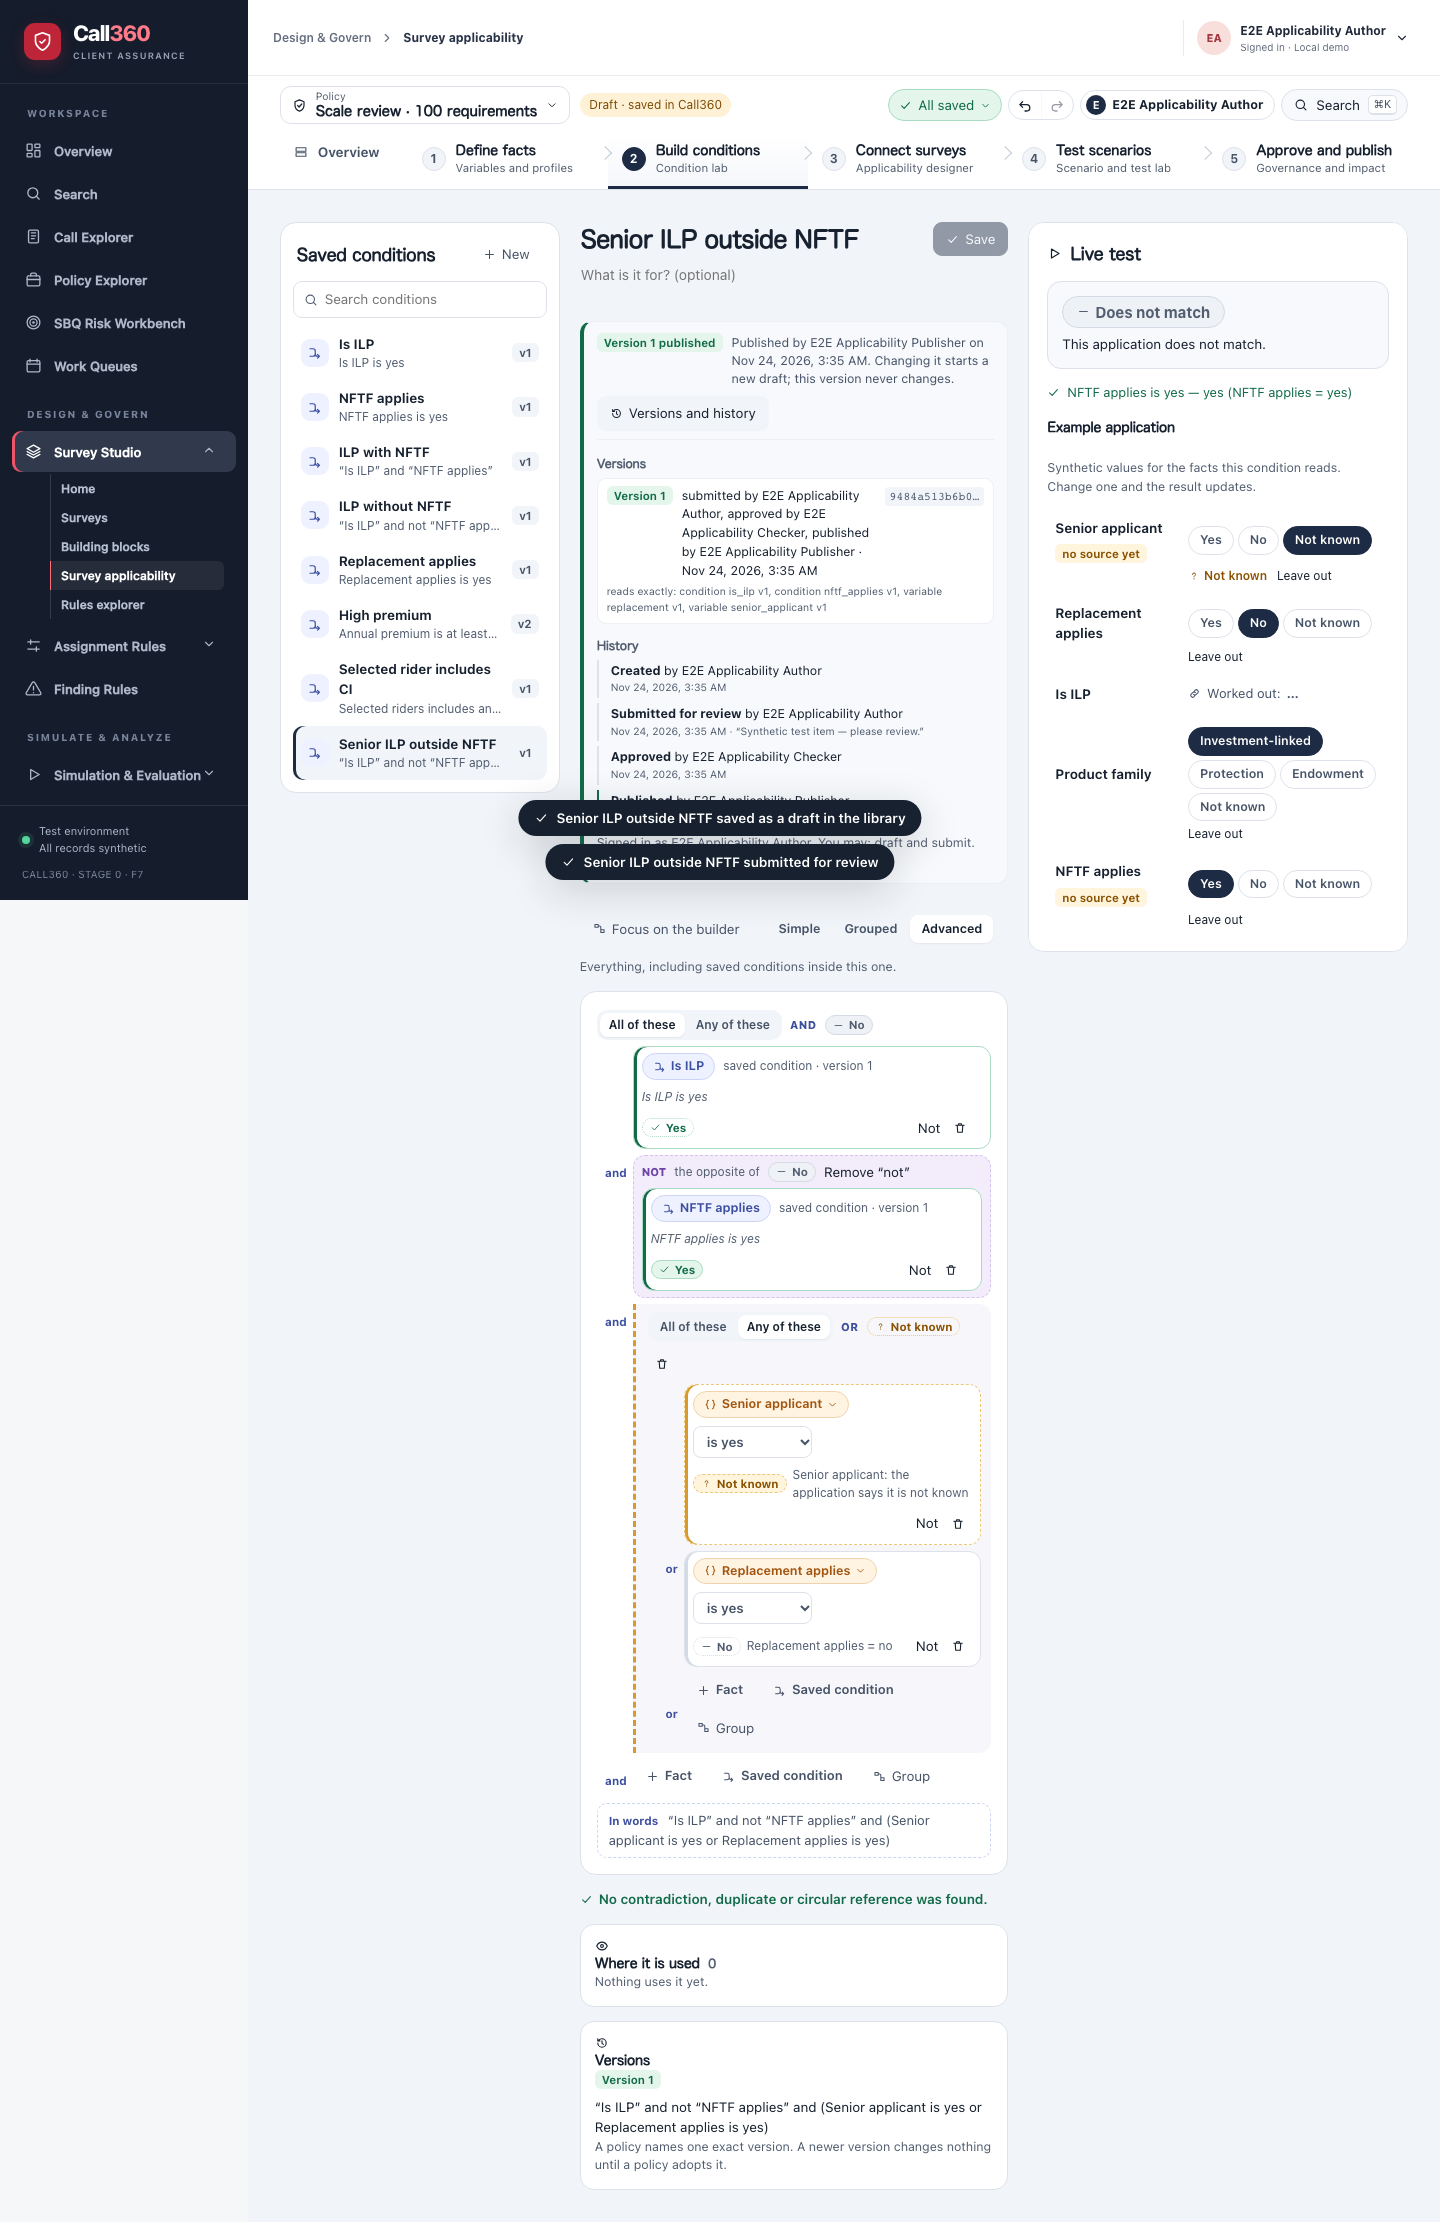 Call360
CLIENT ASSURANCE
WORKSPACE
Overview
Search
Call Explorer
Policy Explorer
SBQ Risk Workbench
Work Queues
DESIGN & GOVERN
Survey Studio
Home
Surveys
Building blocks
Survey applicability
Rules explorer
Assignment Rules
Finding Rules
SIMULATE & ANALYZE
Simulation & Evaluation
Test environment
All records synthetic
CALL360 · STAGE 0 · F7
Design & Govern > Survey applicability
EA
E2E Applicability Author
Signed in · Local demo
Policy
Scale review · 100 requirements
Draft · saved in Call360
All saved
E E2E Applicability Author
Search ⌘K
Overview
1 Define facts
Variables and profiles
2 Build conditions
Condition lab
3 Connect surveys
Applicability designer
4 Test scenarios
Scenario and test lab
5 Approve and publish
Governance and impact
Saved conditions
+ New
Search conditions
Is ILP
Is ILP is yes
v1
NFTF applies
NFTF applies is yes
v1
ILP with NFTF
“Is ILP” and “NFTF applies”
v1
ILP without NFTF
“Is ILP” and not “NFTF app...
v1
Replacement applies
Replacement applies is yes
v1
High premium
Annual premium is at least...
v2
Selected rider includes
CI
Selected riders includes an...
v1
Senior ILP outside NFTF
“Is ILP” and not “NFTF app...
v1
Senior ILP outside NFTF
Save
What is it for? (optional)
Version 1 published
Published by E2E Applicability Publisher on
Nov 24, 2026, 3:35 AM. Changing it starts a
new draft; this version never changes.
Versions and history
Versions
Version 1
submitted by E2E Applicability
Author, approved by E2E
Applicability Checker, published
by E2E Applicability Publisher ·
Nov 24, 2026, 3:35 AM
9484a513b6b0…
reads exactly: condition is_ilp v1, condition nftf_applies v1, variable
replacement v1, variable senior_applicant v1
History
Created by E2E Applicability Author
Nov 24, 2026, 3:35 AM
Submitted for review by E2E Applicability Author
Nov 24, 2026, 3:35 AM · “Synthetic test item — please review.”
Approved by E2E Applicability Checker
Nov 24, 2026, 3:35 AM
Published by E2E Applicability Publisher
Senior ILP outside NFTF saved as a draft in the library
Signed in as E2E Applicability Author. You may: draft and submit.
Senior ILP outside NFTF submitted for review
Focus on the builder
Simple
Grouped
Advanced
Everything, including saved conditions inside this one.
All of these
Any of these
AND
No
Is ILP
saved condition · version 1
Is ILP is yes
Yes
Not
and
NOT the opposite of
No
Remove “not”
NFTF applies
saved condition · version 1
NFTF applies is yes
Yes
Not
and
All of these
Any of these
OR
? Not known
Senior applicant
is yes
? Not known
Senior applicant: the
application says it is not known
Not
or
Replacement applies
is yes
No
Replacement applies = no
Not
+ Fact
Saved condition
or
Group
and
+ Fact
Saved condition
Group
In words “Is ILP” and not “NFTF applies” and (Senior
applicant is yes or Replacement applies is yes)
No contradiction, duplicate or circular reference was found.
Where it is used 0
Nothing uses it yet.
Versions
Version 1
“Is ILP” and not “NFTF applies” and (Senior applicant is yes or
Replacement applies is yes)
A policy names one exact version. A newer version changes nothing
until a policy adopts it.
Live test
Does not match
This application does not match.
NFTF applies is yes — yes (NFTF applies = yes)
Example application
Synthetic values for the facts this condition reads.
Change one and the result updates.
Senior applicant
no source yet
Yes
No
Not known
? Not known
Leave out
Replacement
applies
Yes
No
Not known
Leave out
Is ILP
Worked out: ...
Product family
Investment-linked
Protection
Endowment
Not known
Leave out
NFTF applies
no source yet
Yes
No
Not known
Leave out